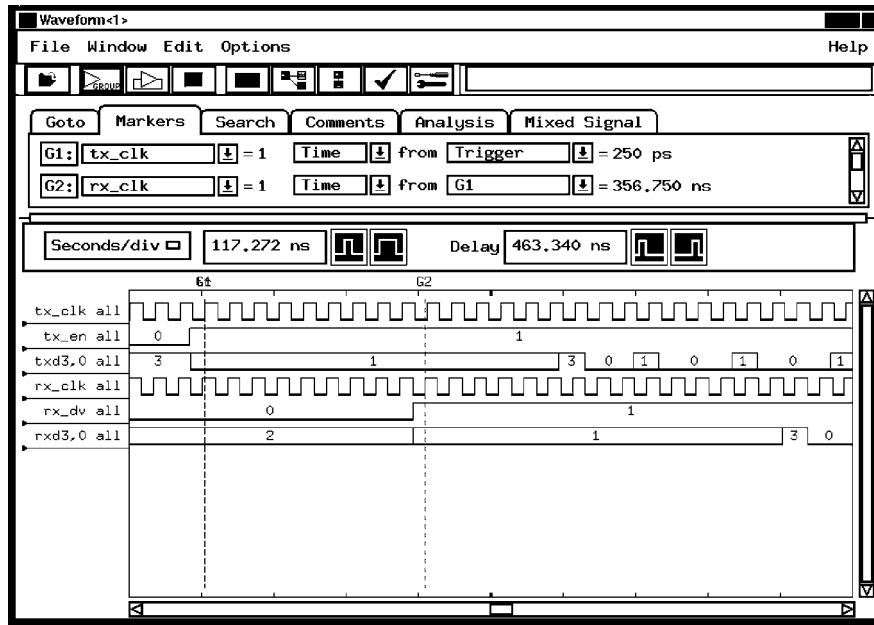 Waveform<1>
File Window Edit Options Help
GROUP
Goto Markers Search Comments Analysis Mixed Signal
G1: tx_clk = 1 Time from Trigger = 250 ps
G2: rx_clk = 1 Time from G1 = 356.750 ns
Seconds/div 117.272 ns Delay 463.340 ns
G2
tx_clk all
tx_en all 0 1
txd3,0 all 3 1 3 0 1 0 1 0 1
rx_clk all
rx_dv all 0 1
rxd3,0 all 2 1 3 0